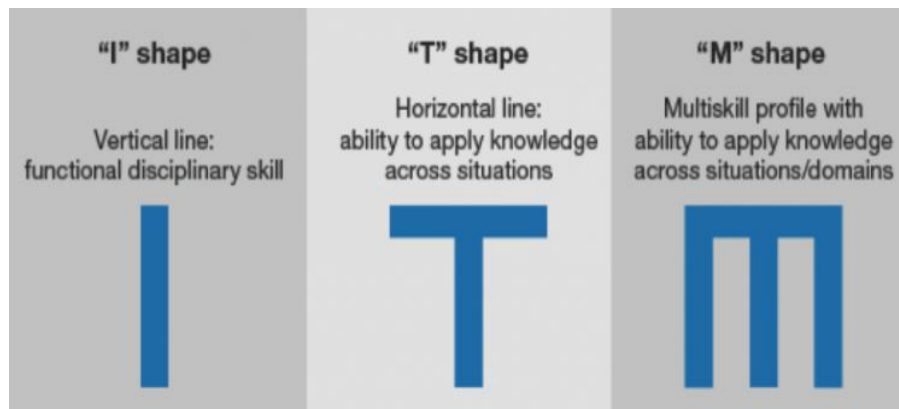 “I” shape
Vertical line:
functional disciplinary skill
“T” shape
Horizontal line:
ability to apply knowledge
across situations
“M” shape
Multiskill profile with
ability to apply knowledge
across situations/domains